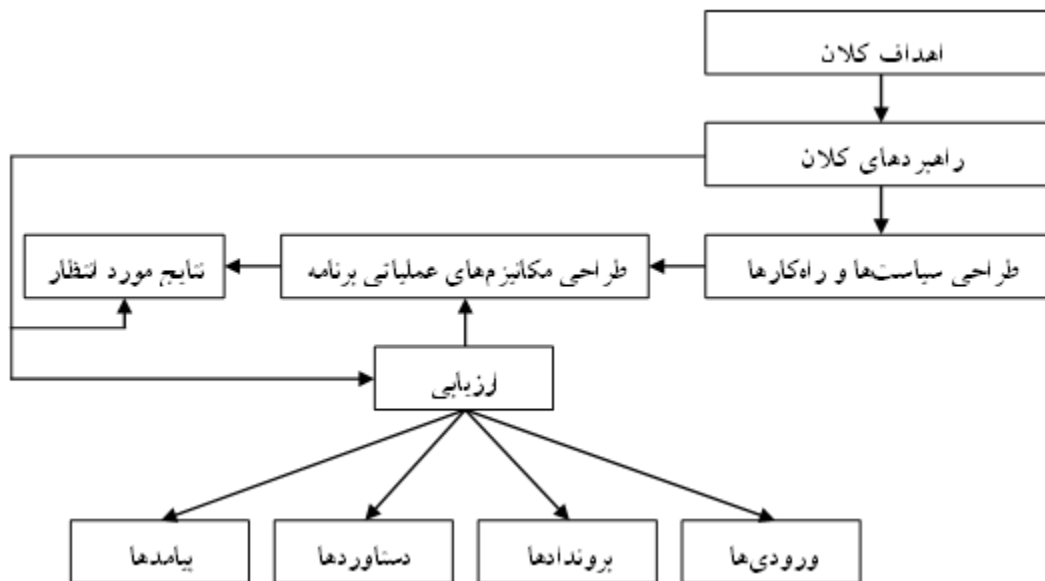 اهداف کلان
راهبردهای کلان
طراحی سیاست‌ها و راه‌کارها
طراحی مکانیزم‌های عملیاتی برنامه
نتایج مورد انتظار
ارزیابی
ورودی‌ها
بروندادها
دستاوردها
پیامدها